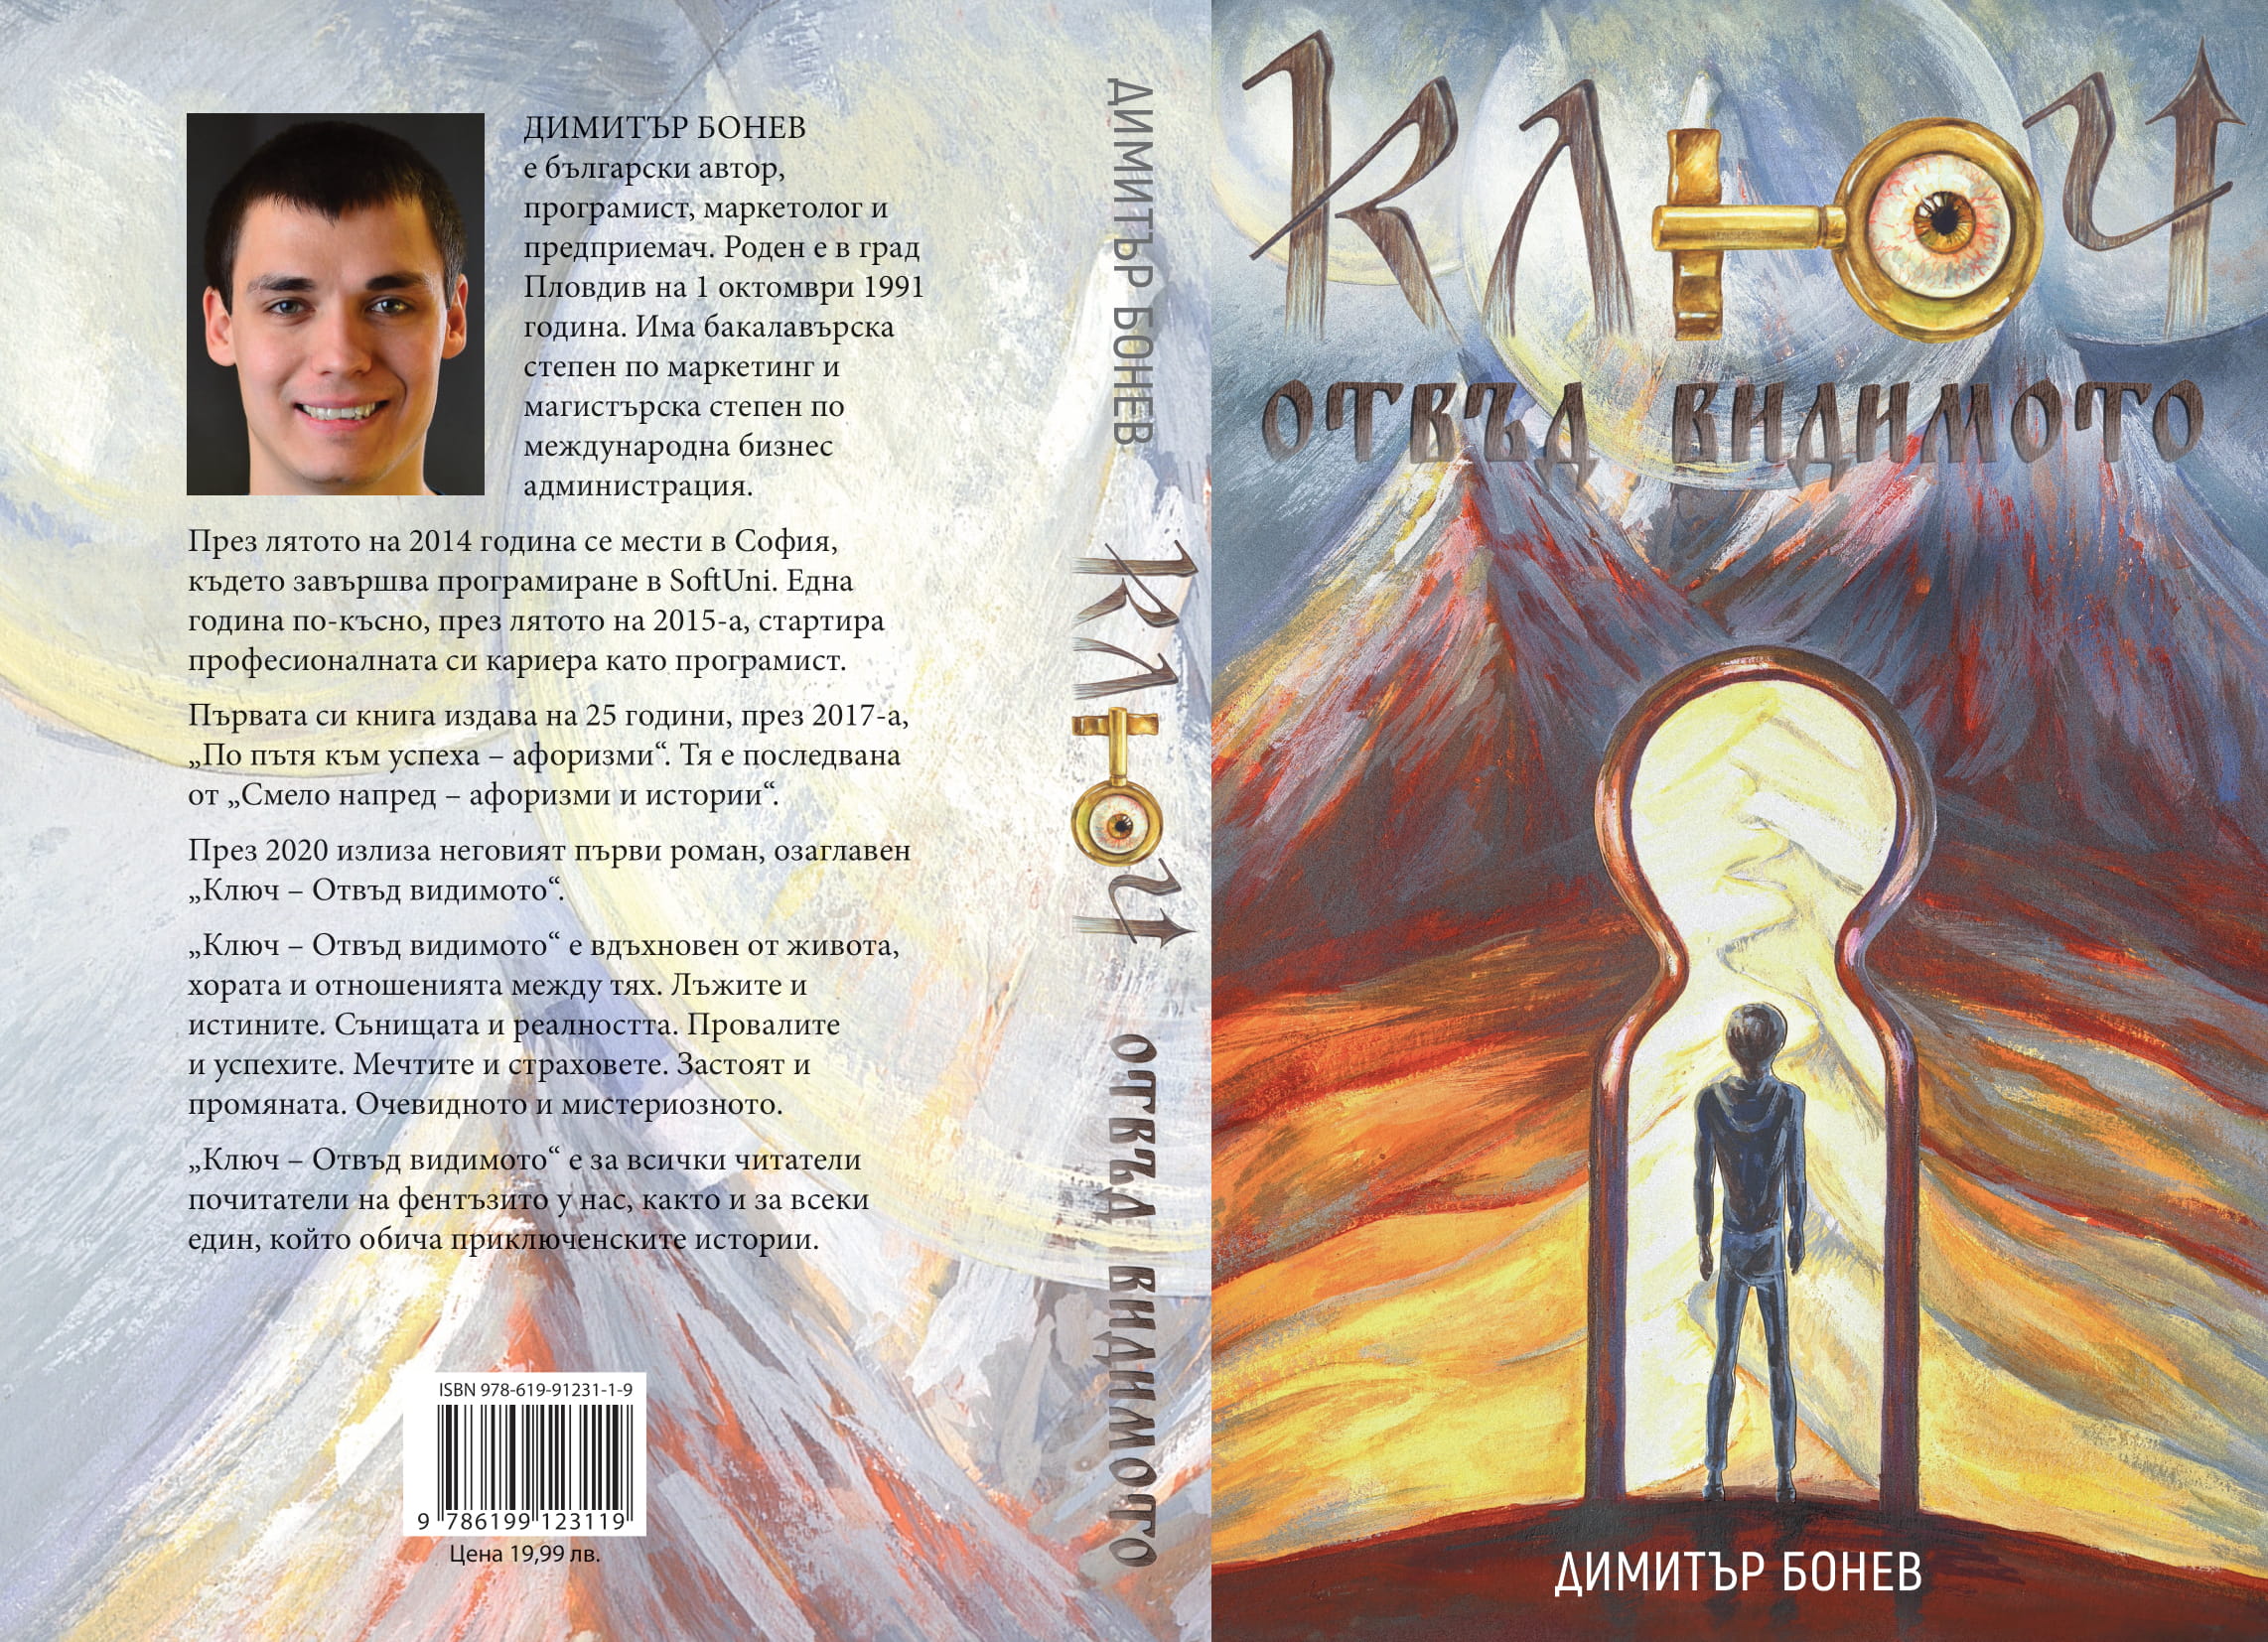 ДИМИТЪР БОНЕВ
е български автор,
програмист, маркетолог и
предприемач. Роден е в град
Пловдив на 1 октомври 1991
година. Има бакалавърска
степен по маркетинг и
магистърска степен по
международна бизнес
администрация.
През лятото на 2014 година се мести в София,
където завършва програмиране в SoftUni. Една
година по-късно, през лятото на 2015-а, стартира
професионалната си кариера като програмист.
Първата си книга издава на 25 години, през 2017-а,
„По пътя към успеха – афоризми“. Тя е последвана
от „Смело напред – афоризми и истории“.
През 2020 излиза неговият първи роман, озаглавен
„Ключ – Отвъд видимото“.
„Ключ – Отвъд видимото“ е вдъхновен от живота,
хората и отношенията между тях. Лъжите и
истините. Сънищата и реалността. Провалите
и успехите. Мечтите и страховете. Застоят и
промяната. Очевидното и мистериозното.
„Ключ – Отвъд видимото“ е за всички читатели
почитатели на фентъзито у нас, както и за всеки
един, който обича приключенските истории.
ISBN 978-619-91231-1-9
9 786199 123119
Цена 19,99 лв.
ДИМИТЪР БОНЕВ
КЛЮЧ
ОТВЪД ВИДИМОТО
КЛЮЧ
ОТВЪД ВИДИМОТО
ДИМИТЪР БОНЕВ